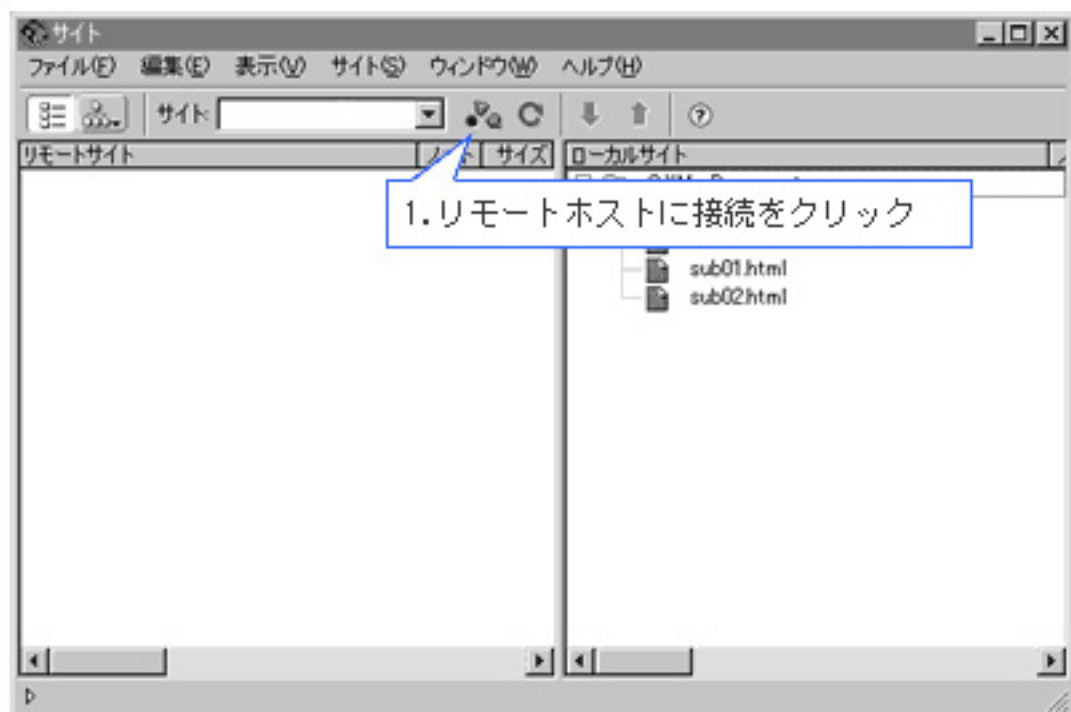 サイト
ファイル(F) 編集(E) 表示(V) サイト(S) ウィンドウ(W) ヘルプ(H)
サイト:
リモートサイト ノート サイズ ローカルサイト
1.リモートホストに接続をクリック
sub01.html
sub02.html